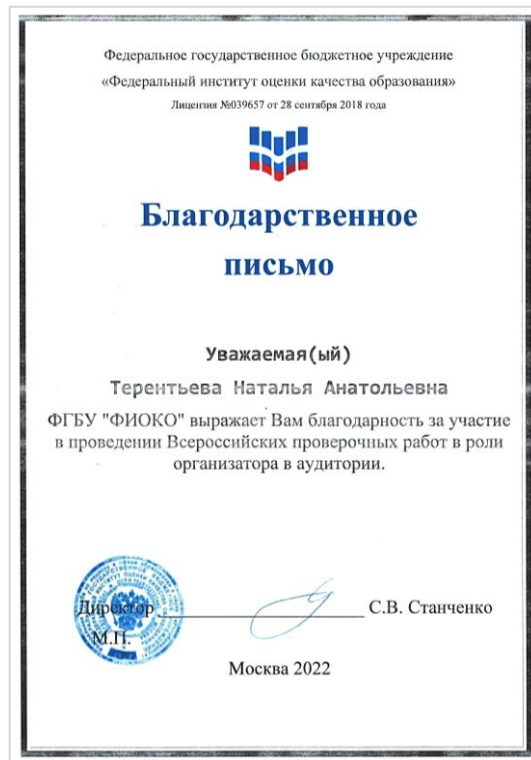 Федеральное государственное бюджетное учреждение
«Федеральный институт оценки качества образования»
Лицензия №039657 от 28 сентября 2018 года
Благодарственное
письмо
Уважаемая(ый)
Терентьева Наталья Анатольевна
ФГБУ "ФИОКО" выражает Вам благодарность за участие
в проведении Всероссийских проверочных работ в роли
организатора в аудитории.
Директор С.В. Станченко
М.П.
Москва 2022